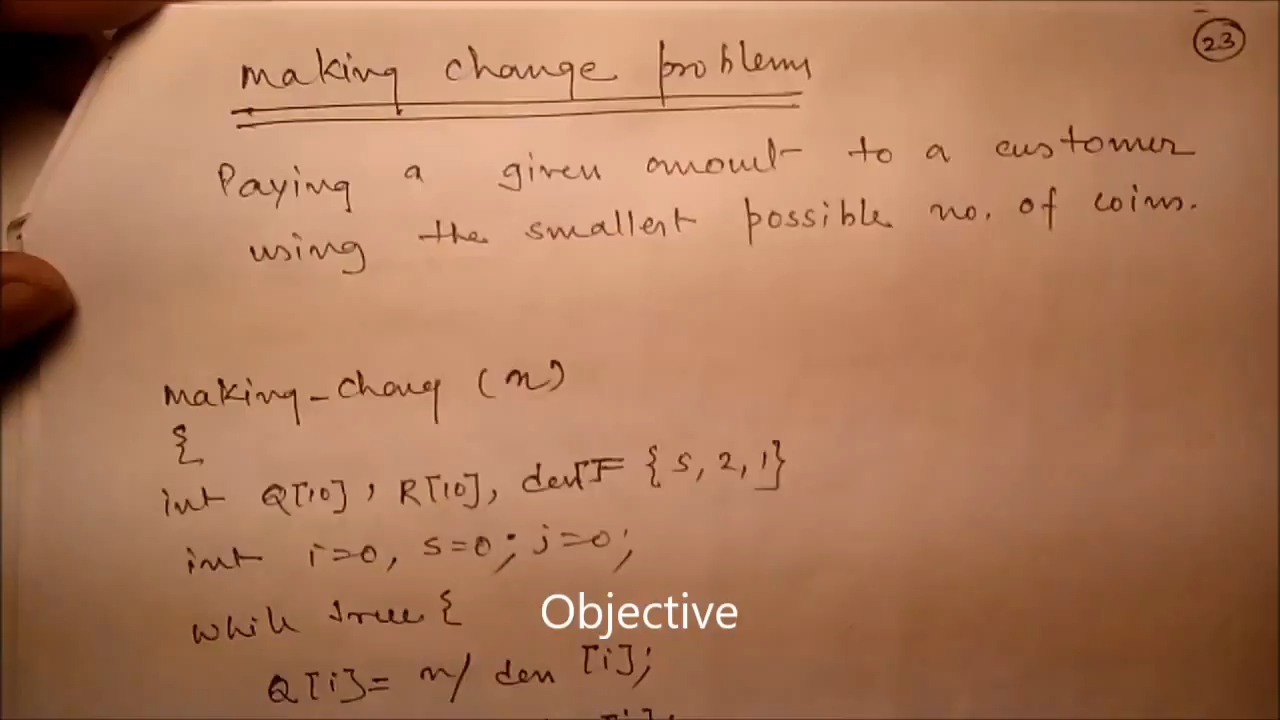 23
making change problem
Paying a given amout to a customer
using the smallest possible no. of coins.
making-chang (n)
{
int Q[10], R[10], den[]= {5, 2, 1}
int i=0, s=0; j=0;
while true {
Objective
Q[i]= n/ den [i];